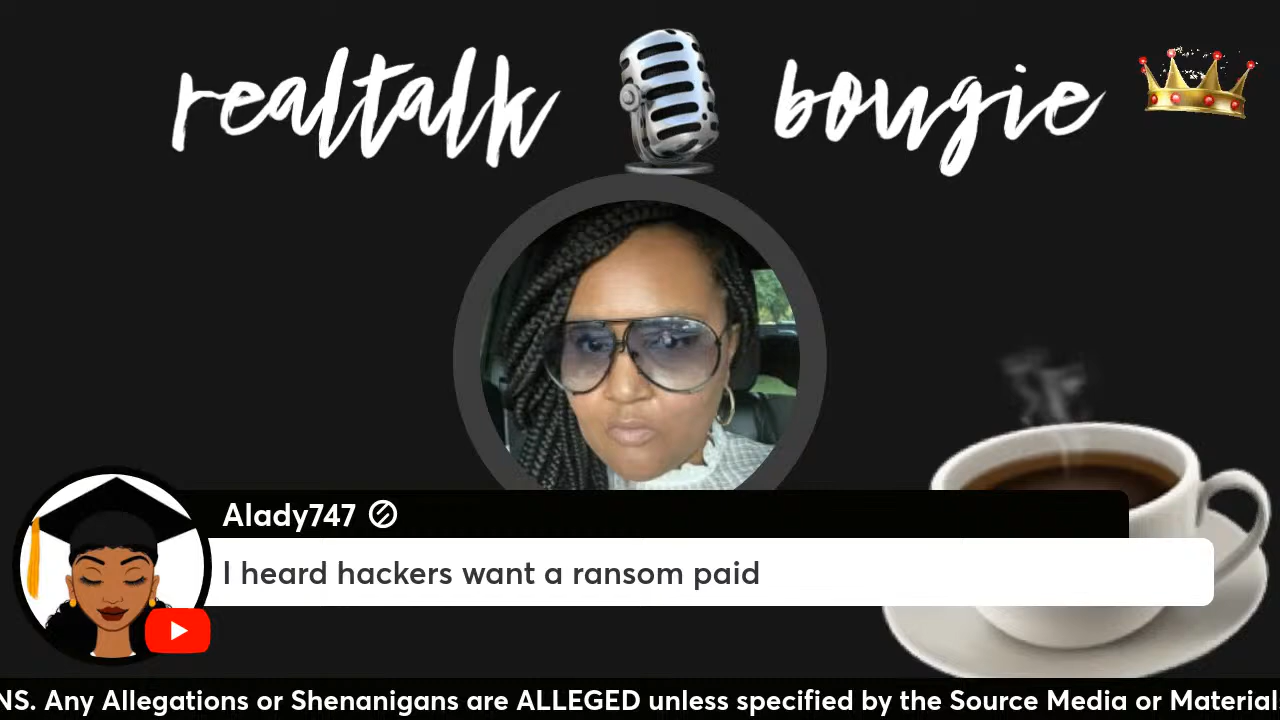 realtalk bougie
Alady747
I heard hackers want a ransom paid
NS. Any Allegations or Shenanigans are ALLEGED unless specified by the Source Media or Material